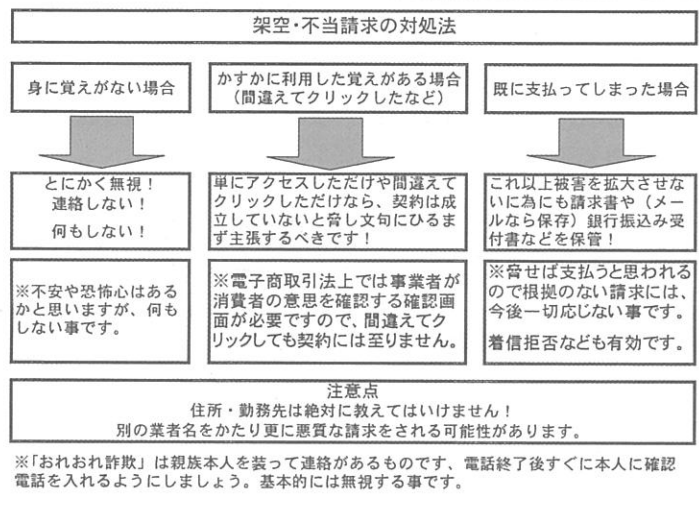 架空・不当請求の対処法
身に覚えがない場合
とにかく無視！
連絡しない！
何もしない！
※不安や恐怖心はある
かと思いますが、何も
しない事です。
かすかに利用した覚えがある場合
（間違えてクリックしたなど）
単にアクセスしただけや間違えて
クリックしただけなら、契約は成
立していないと脅し文句にひるま
ず主張するべきです！
※電子商取引法上では事業者が
消費者の意思を確認する確認画
面が必要ですので、間違えてク
リックしても契約には至りません。
既に支払ってしまった場合
これ以上被害を拡大させな
いに為にも請求書や（メー
ルなら保存）銀行振込み受
付書などを保管！
※脅せば支払うと思われる
ので根拠のない請求には、
今後一切応じない事です。
着信拒否なども有効です。
注意点
住所・勤務先は絶対に教えてはいけません！
別の業者名をかたり更に悪質な請求をされる可能性があります。
※「おれおれ詐欺」は親族本人を装って連絡があるものです、電話終了後すぐに本人に確認
電話を入れるようにしましょう。基本的には無視する事です。